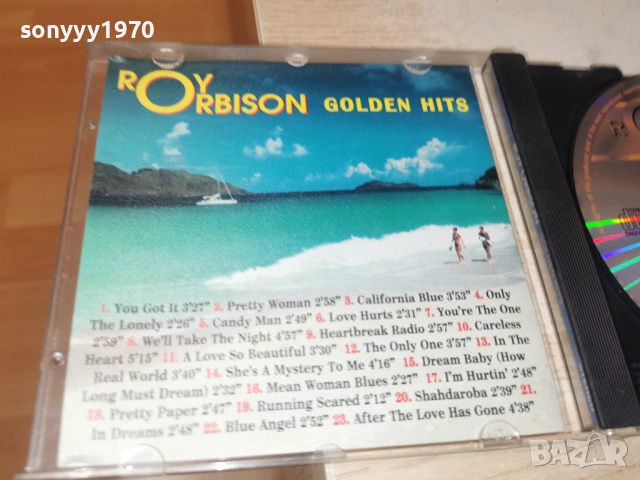 sonyyy1970
ROY
ORBISON GOLDEN HITS
1. You Got It 3'27" 2. Pretty Woman 2'58" 3. California Blue 3'53" 4. Only
The Lonely 2'26" 5. Candy Man 2'49" 6. Love Hurts 2'31" 7. You're The One
2'59" 8. We'll Take The Night 4'57" 9. Heartbreak Radio 2'57" 10. Careless
Heart 5'15" 11. A Love So Beautiful 3'30" 12. The Only One 3'57" 13. In The
Real World 3'40" 14. She's A Mystery To Me 4'16" 15. Dream Baby (How
Long Must Dream) 2'32" 16. Mean Woman Blues 2'27" 17. I'm Hurtin' 2'48"
18. Pretty Paper 2'47" 19. Running Scared 2'12" 20. Shahdaroba 2'39" 21.
In Dreams 2'48" 22. Blue Angel 2'52" 23. After The Love Has Gone 4'38"
BAZAR